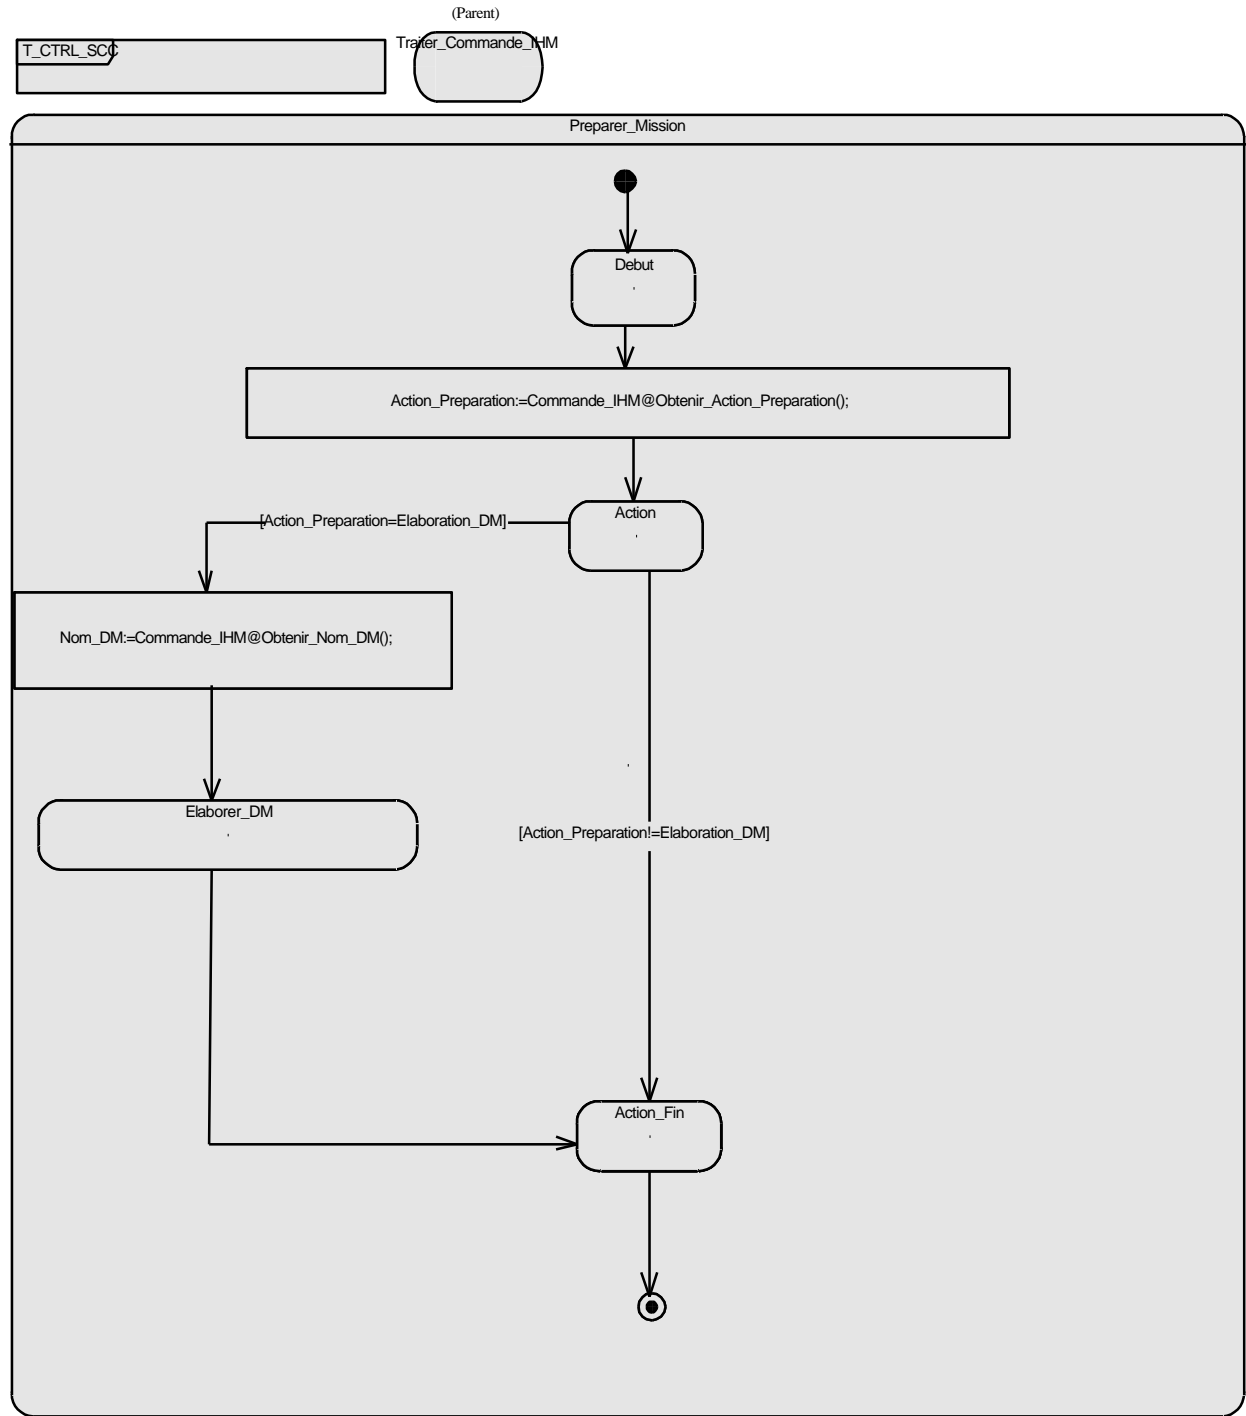 (Parent)
T_CTRL_SCC
Traiter_Commande_IHM
Preparer_Mission
Debut
Action_Preparation:=Commande_IHM@Obtenir_Action_Preparation();
Action
[Action_Preparation=Elaboration_DM]
Nom_DM:=Commande_IHM@Obtenir_Nom_DM();
Elaborer_DM
[Action_Preparation!=Elaboration_DM]
Action_Fin